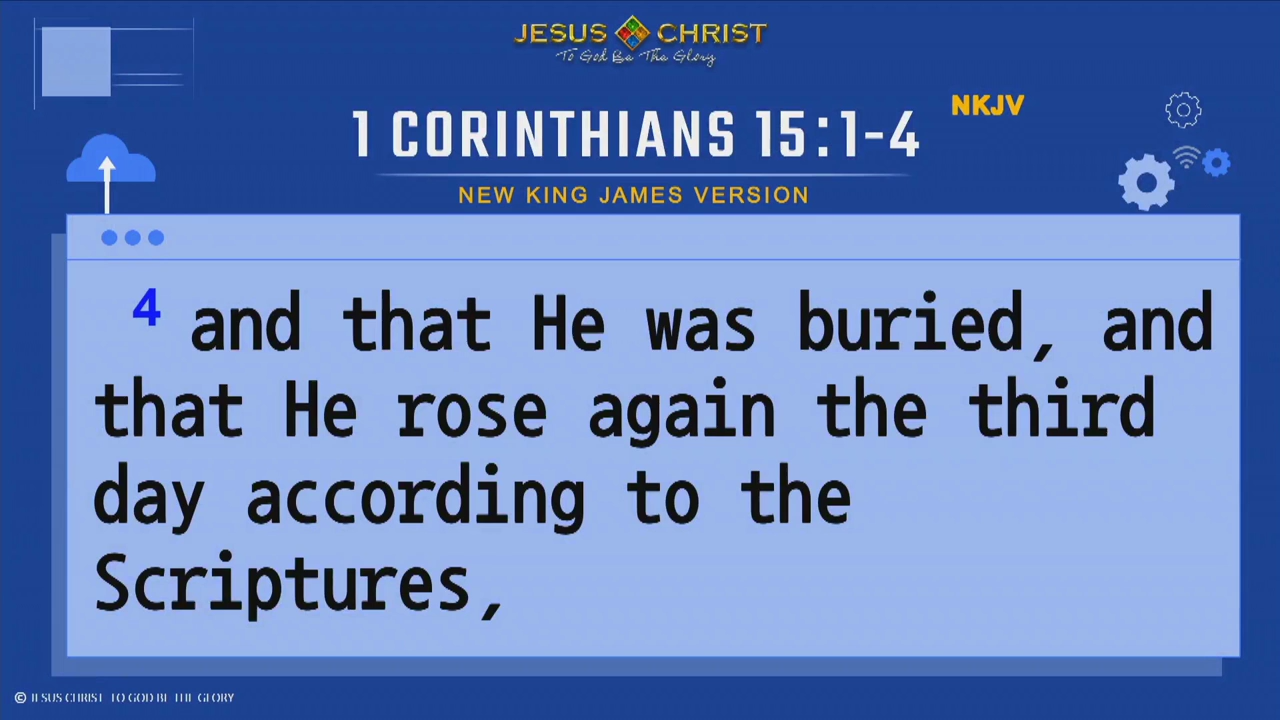 JESUS CHRIST
To God Be The Glory
1 CORINTHIANS 15:1-4 NKJV
NEW KING JAMES VERSION
4 and that He was buried, and
that He rose again the third
day according to the
Scriptures,
© JESUS CHRIST TO GOD BE THE GLORY